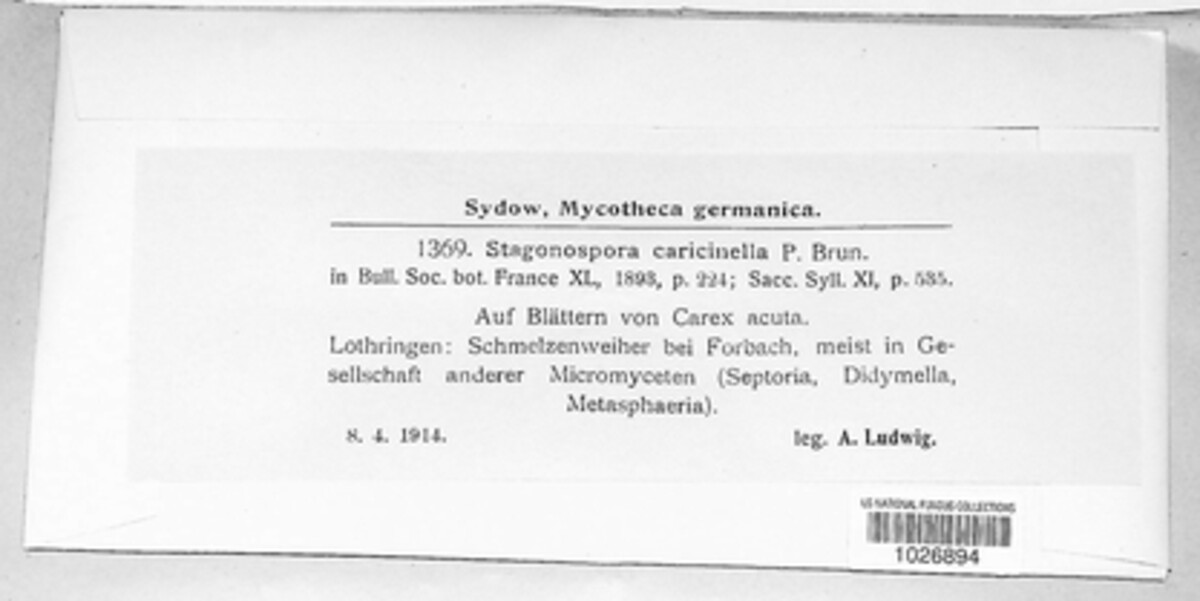 Sydow, Mycotheca germanica.
1369. Stagonospora caricinella P. Brun.
in Bull. Soc. bot. France XL, 1893, p. 224; Sacc. Syll. XI, p. 535.
Auf Blättern von Carex acuta.
Lothringen: Schmelzenweiher bei Forbach, meist in Ge-
sellschaft anderer Micromyceten (Septoria, Didymella,
Metasphaeria).
8. 4. 1914. leg. A. Ludwig.
US NATIONAL FUNGUS COLLECTIONS
1026894